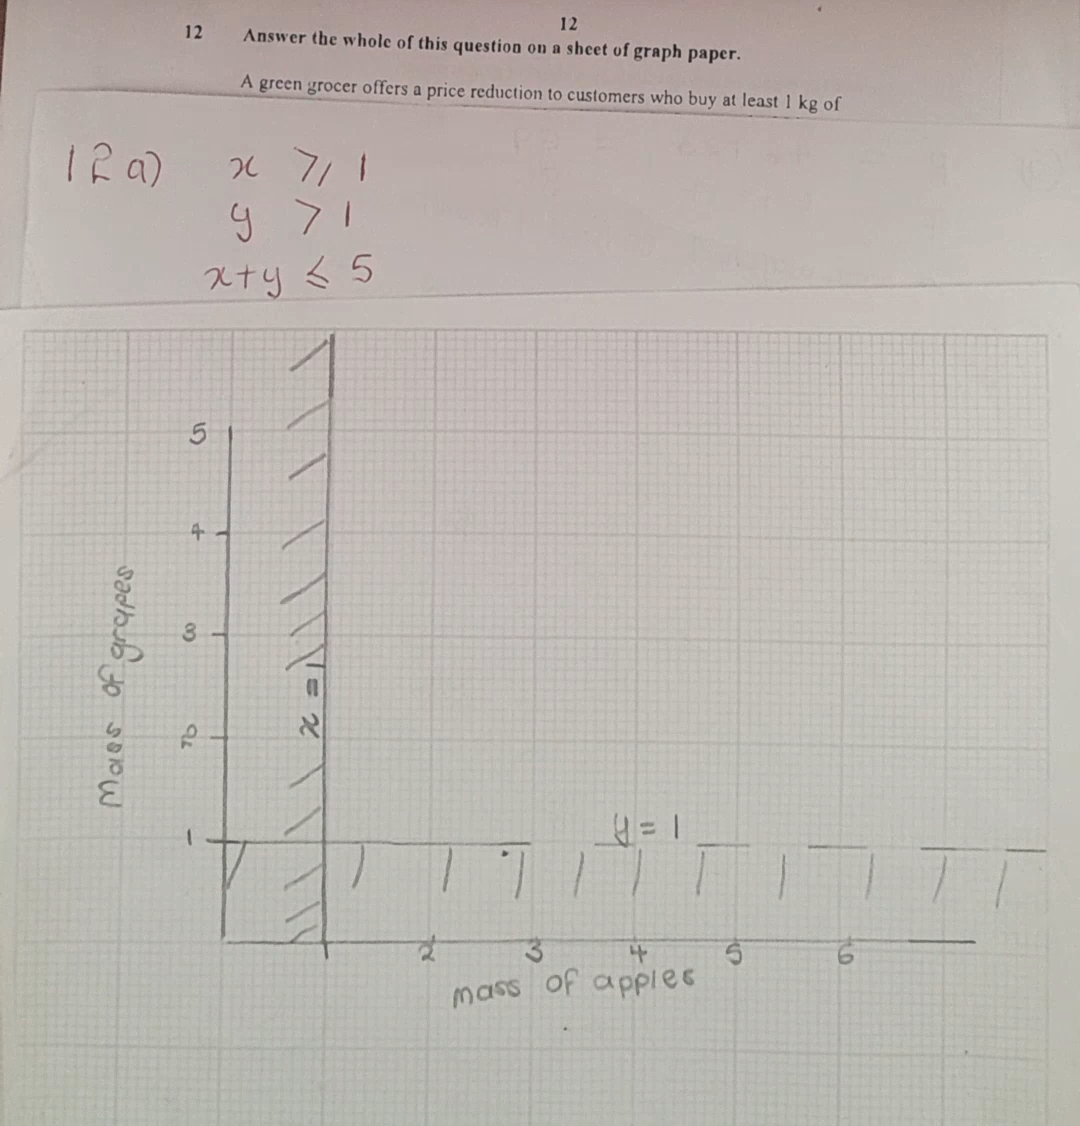 12
12 Answer the whole of this question on a sheet of graph paper.
A green grocer offers a price reduction to customers who buy at least 1 kg of
12 a) x ⩾ 1
y > 1
x+y ⩽ 5
5
4
3
2
1
Mass of grapes
x = 1
y = 1
1 2 3 4 5 6
mass of apples